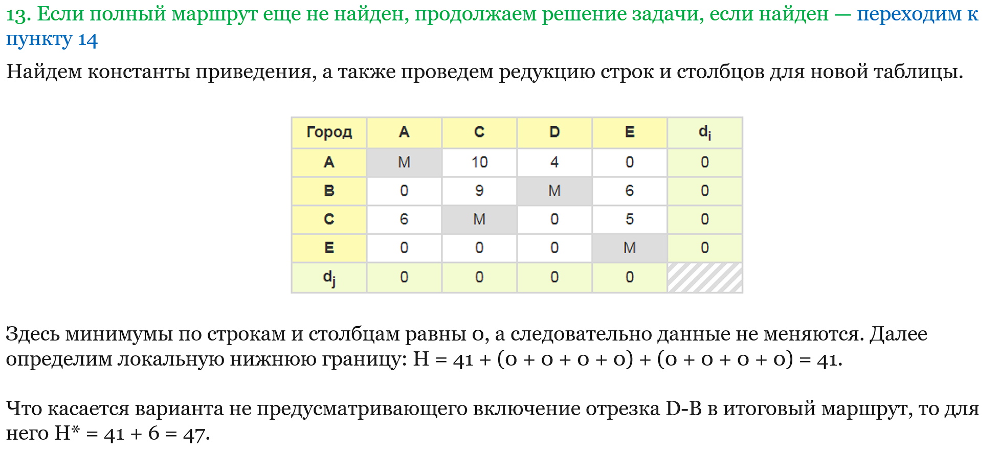 13. Если полный маршрут еще не найден, продолжаем решение задачи, если найден — переходим к
пункту 14
Найдем константы приведения, а также проведем редукцию строк и столбцов для новой таблицы.
Город A C D E di
A M 10 4 0 0
B 0 9 M 6 0
C 6 M 0 5 0
E 0 0 0 M 0
dj 0 0 0 0
Здесь минимумы по строкам и столбцам равны 0, а следовательно данные не меняются. Далее
определим локальную нижнюю границу: H = 41 + (0 + 0 + 0 + 0) + (0 + 0 + 0 + 0) = 41.
Что касается варианта не предусматривающего включение отрезка D-B в итоговый маршрут, то для
него H* = 41 + 6 = 47.